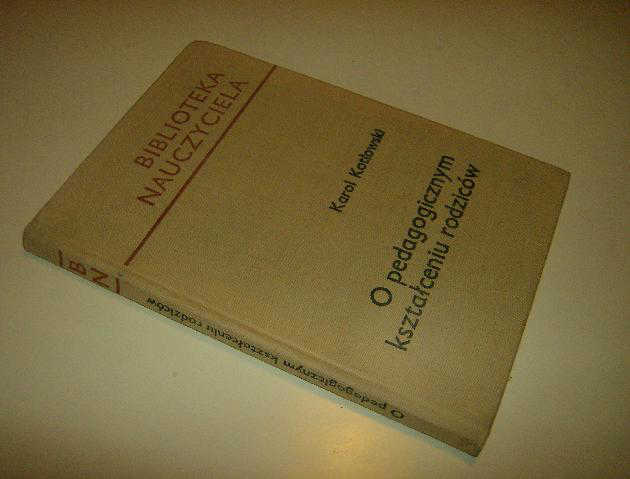 BIBLIOTEKA
NAUCZYCIELA
Karol Kotłowski
O pedagogicznym
kształceniu rodziców
BN
O pedagogicznym kształceniu rodziców